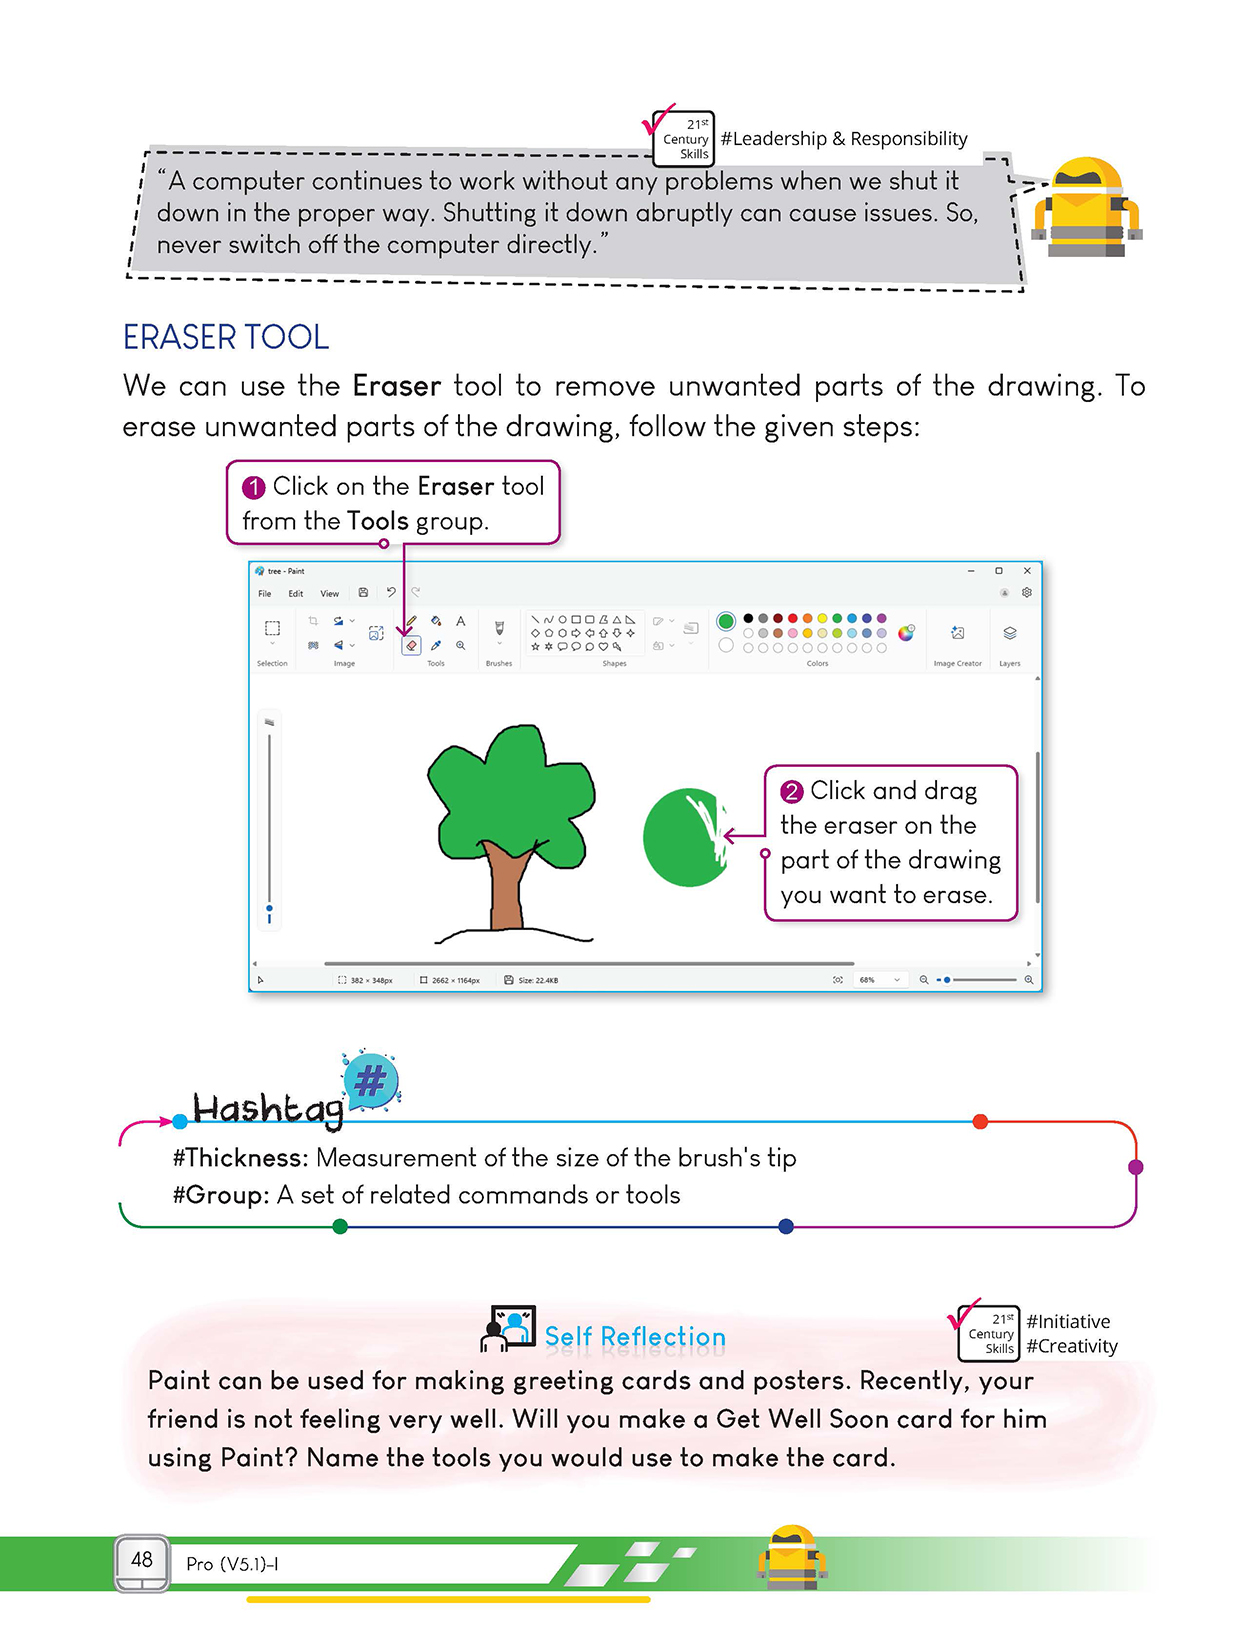 21st
Century
Skills
#Leadership & Responsibility
“A computer continues to work without any problems when we shut it
down in the proper way. Shutting it down abruptly can cause issues. So,
never switch off the computer directly.”
ERASER TOOL
We can use the Eraser tool to remove unwanted parts of the drawing. To
erase unwanted parts of the drawing, follow the given steps:
1 Click on the Eraser tool
from the Tools group.
tree - Paint
File Edit View
Selection Image Tools Brushes Shapes Colors Image Creator Layers
2 Click and drag
the eraser on the
part of the drawing
you want to erase.
382 × 348px 2662 × 1164px Size: 22.4KB 68%
Hashtag #
#Thickness: Measurement of the size of the brush's tip
#Group: A set of related commands or tools
Self Reflection
21st
Century
Skills
#Initiative
#Creativity
Paint can be used for making greeting cards and posters. Recently, your
friend is not feeling very well. Will you make a Get Well Soon card for him
using Paint? Name the tools you would use to make the card.
48 Pro (V5.1)-I